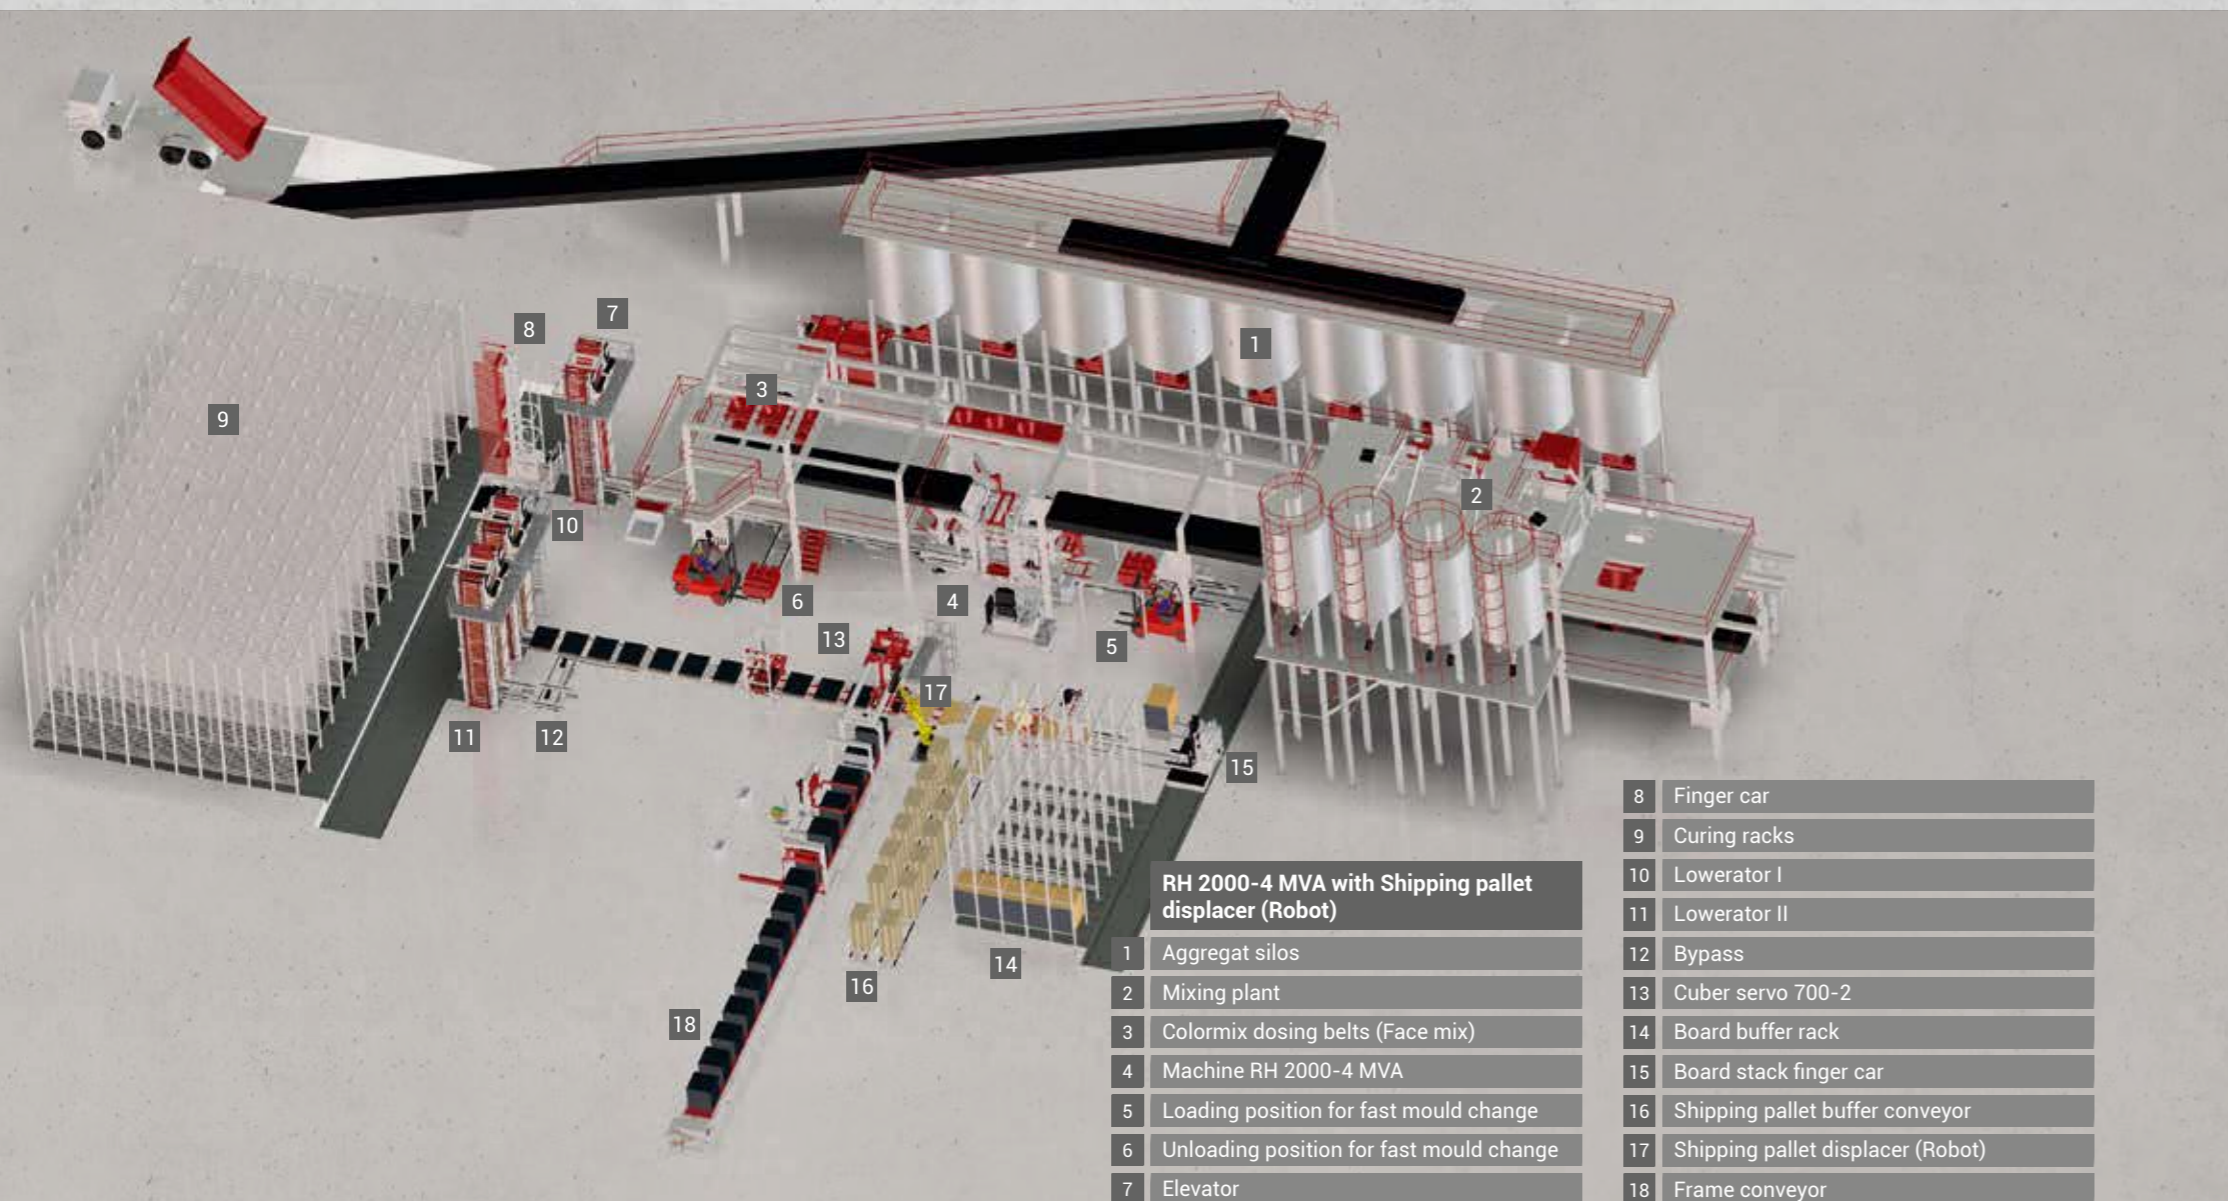 7
8
1
3
9
2
10
6
4
13
5
17
11
12
15
14
16
18
RH 2000-4 MVA with Shipping pallet
displacer (Robot)
1 Aggregat silos
2 Mixing plant
3 Colormix dosing belts (Face mix)
4 Machine RH 2000-4 MVA
5 Loading position for fast mould change
6 Unloading position for fast mould change
7 Elevator
8 Finger car
9 Curing racks
10 Lowerator I
11 Lowerator II
12 Bypass
13 Cuber servo 700-2
14 Board buffer rack
15 Board stack finger car
16 Shipping pallet buffer conveyor
17 Shipping pallet displacer (Robot)
18 Frame conveyor